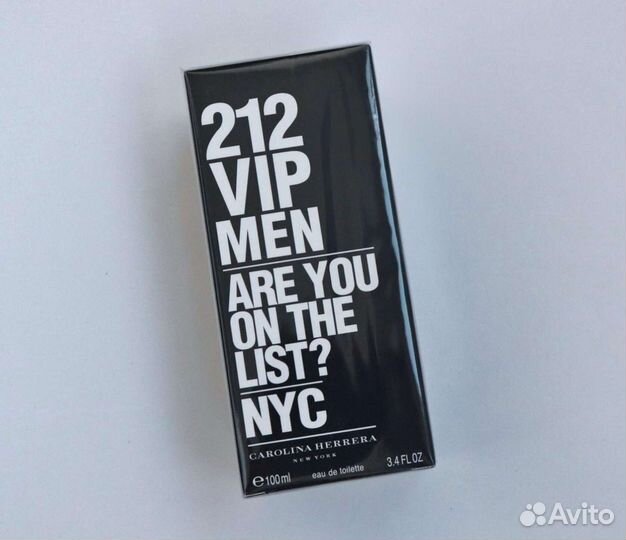 212
VIP
MEN
ARE YOU
ON THE
LIST?
NYC
CAROLINA HERRERA
NEW YORK
℮100ml eau de toilette 3.4 FL OZ
Avito